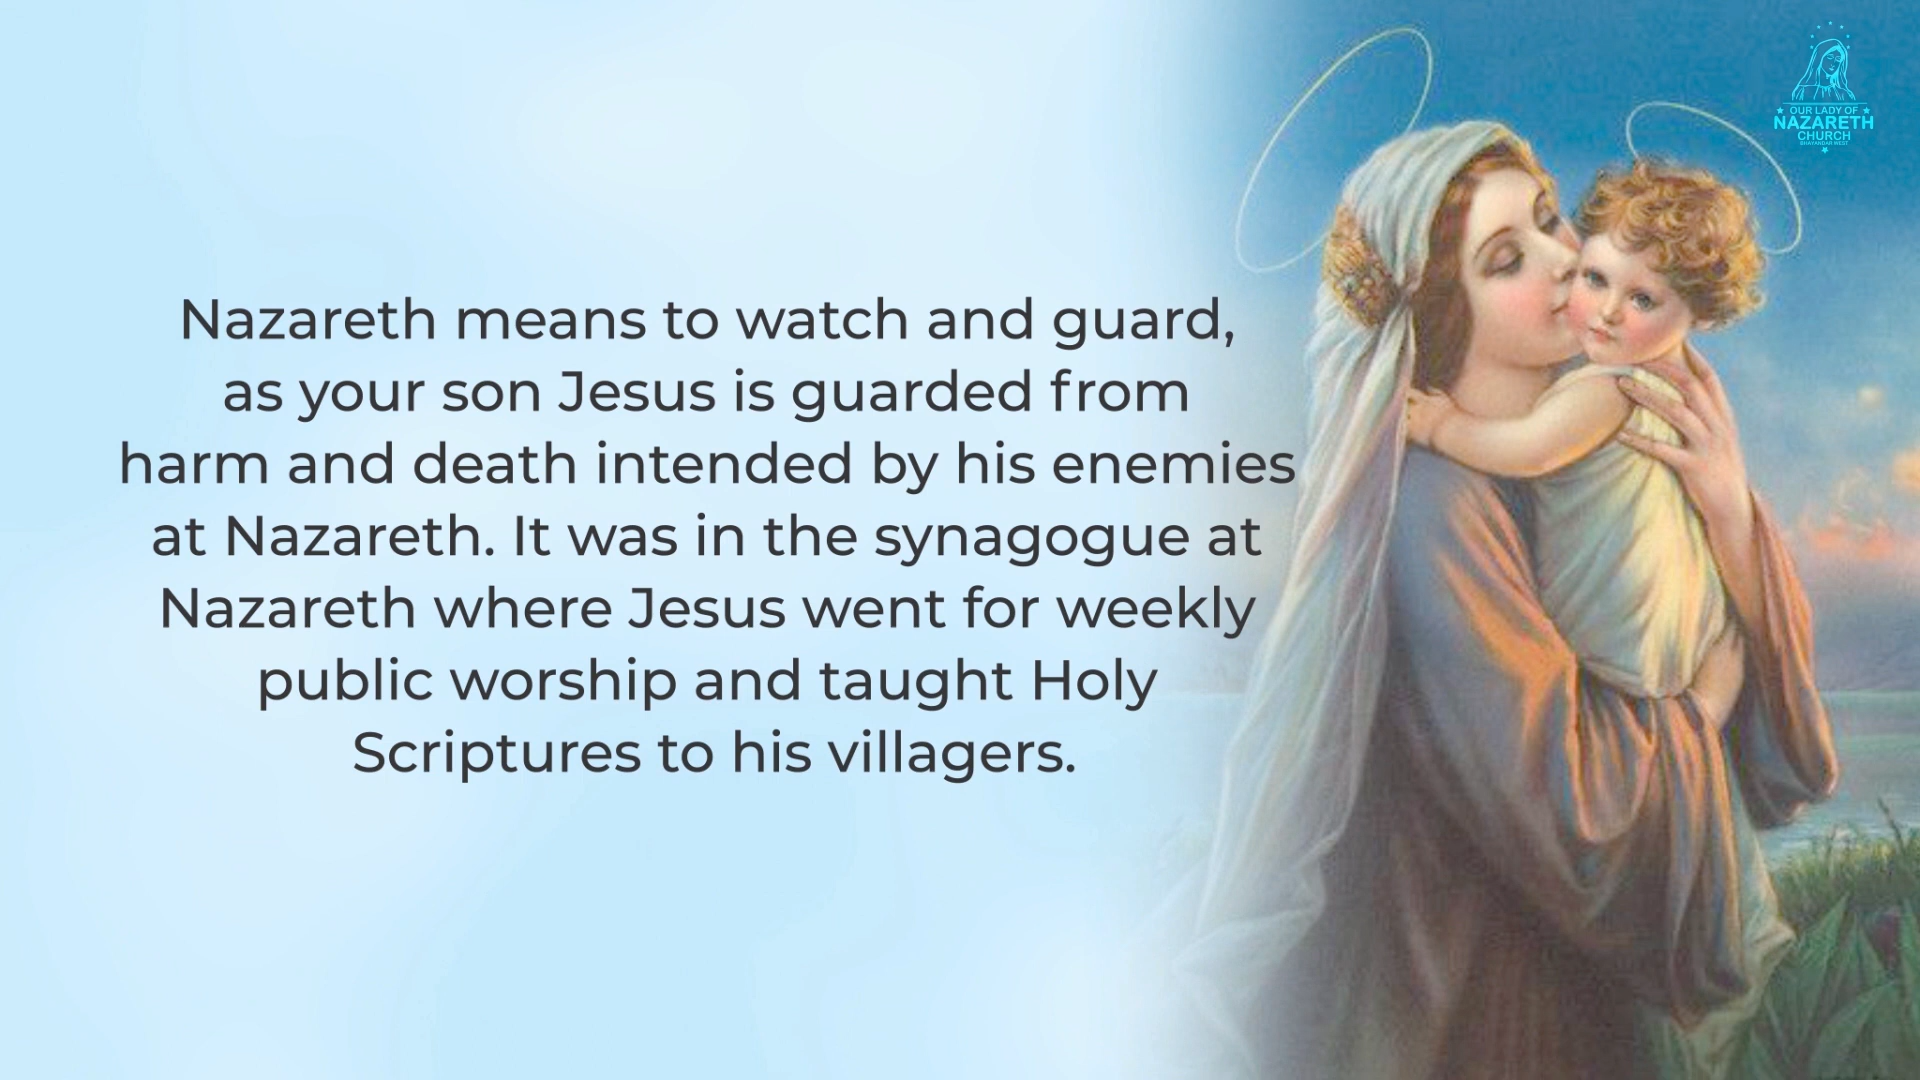 Nazareth means to watch and guard,
as your son Jesus is guarded from
harm and death intended by his enemies
at Nazareth. It was in the synagogue at
Nazareth where Jesus went for weekly
public worship and taught Holy
Scriptures to his villagers.
OUR LADY OF
NAZARETH
CHURCH
BHAYANDAR WEST